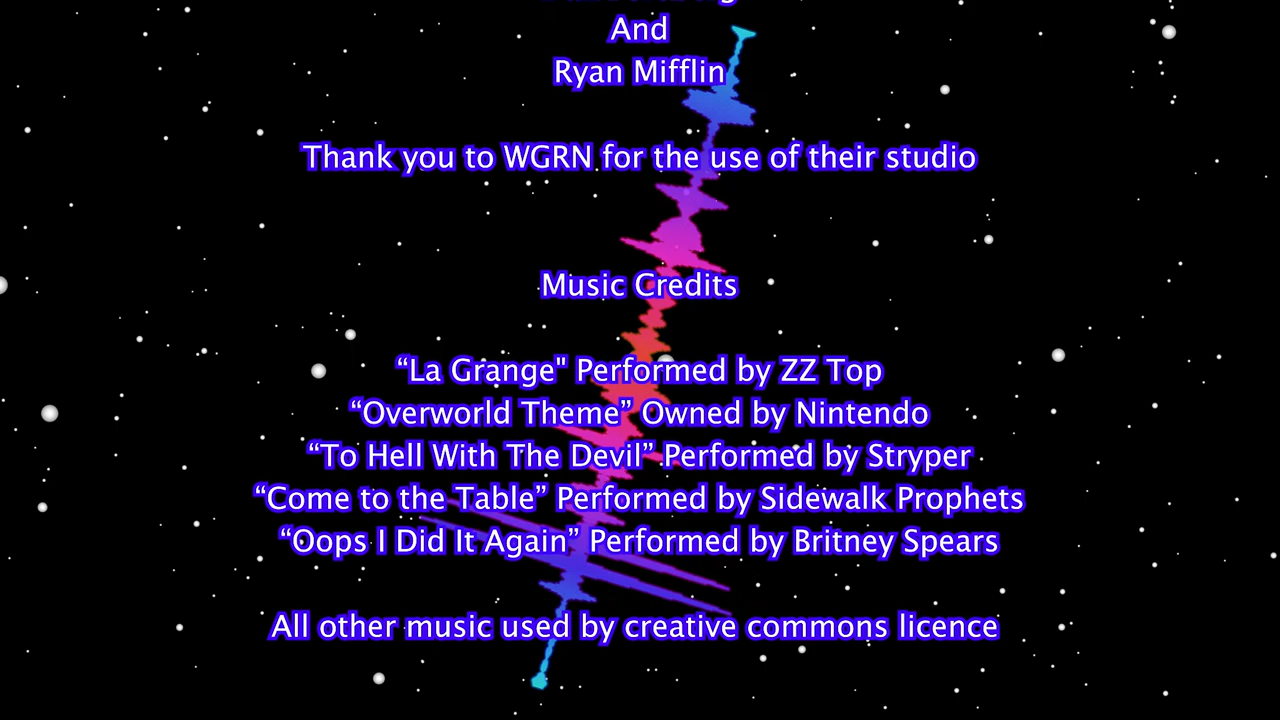 And
Ryan Mifflin
Thank you to WGRN for the use of their studio
Music Credits
“La Grange" Performed by ZZ Top
“Overworld Theme” Owned by Nintendo
“To Hell With The Devil” Performed by Stryper
“Come to the Table” Performed by Sidewalk Prophets
“Oops I Did It Again” Performed by Britney Spears
All other music used by creative commons licence